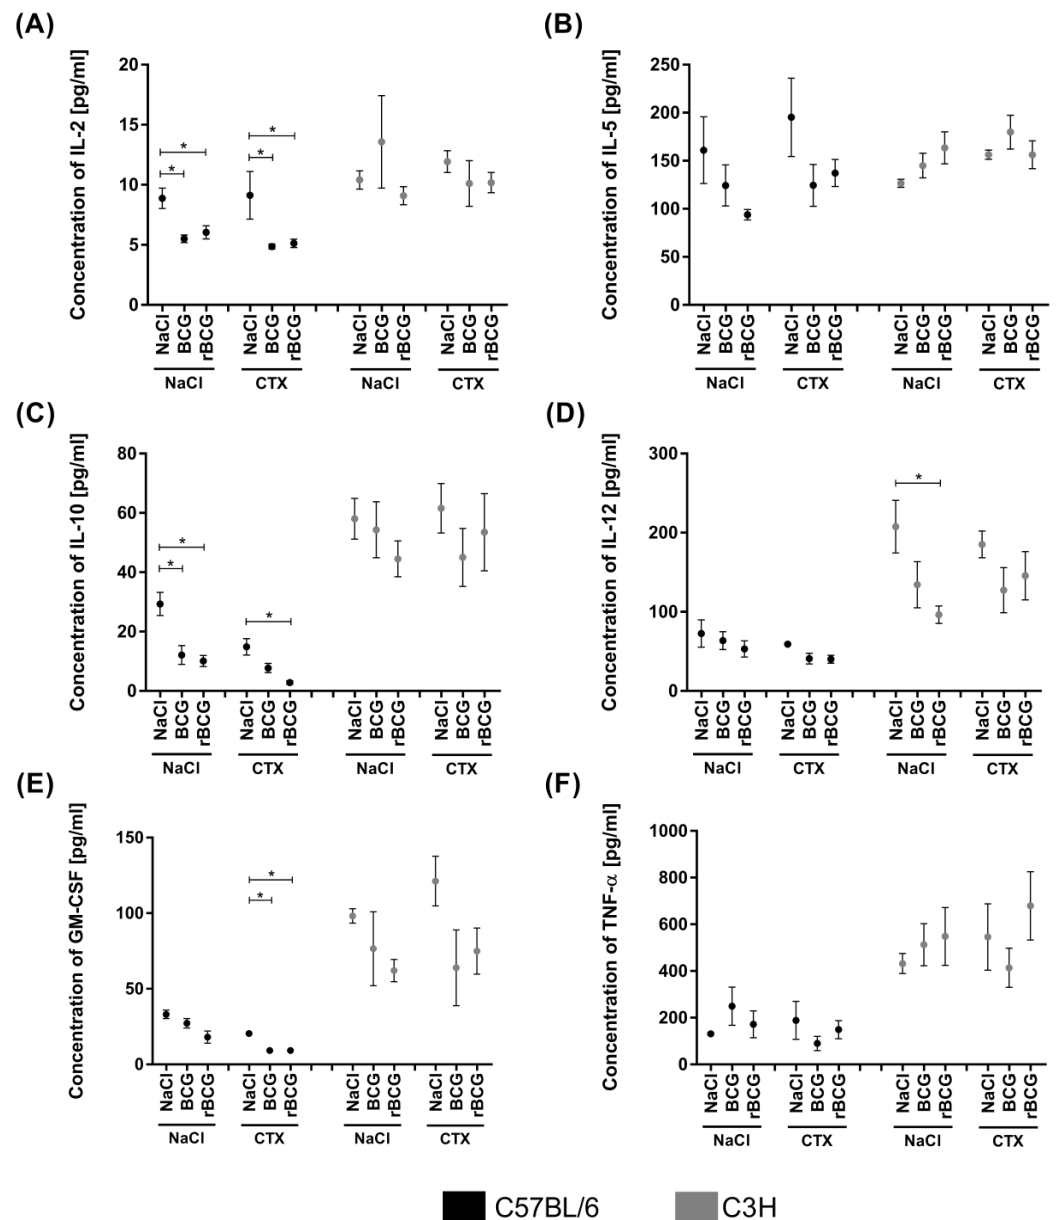 (A)
Concentration of IL-2 [pg/ml]
20
15
10
5
0
* * * *
NaCl BCG rBCG NaCl BCG rBCG NaCl BCG rBCG NaCl BCG rBCG
NaCl CTX NaCl CTX
(B)
Concentration of IL-5 [pg/ml]
250
200
150
100
50
0
NaCl BCG rBCG NaCl BCG rBCG NaCl BCG rBCG NaCl BCG rBCG
NaCl CTX NaCl CTX
(C)
Concentration of IL-10 [pg/ml]
80
60
40
20
0
* * *
NaCl BCG rBCG NaCl BCG rBCG NaCl BCG rBCG NaCl BCG rBCG
NaCl CTX NaCl CTX
(D)
Concentration of IL-12 [pg/ml]
300
200
100
0
*
NaCl BCG rBCG NaCl BCG rBCG NaCl BCG rBCG NaCl BCG rBCG
NaCl CTX NaCl CTX
(E)
Concentration of GM-CSF [pg/ml]
150
100
50
0
* *
NaCl BCG rBCG NaCl BCG rBCG NaCl BCG rBCG NaCl BCG rBCG
NaCl CTX NaCl CTX
(F)
Concentration of TNF-α [pg/ml]
1000
800
600
400
200
0
NaCl BCG rBCG NaCl BCG rBCG NaCl BCG rBCG NaCl BCG rBCG
NaCl CTX NaCl CTX
C57BL/6 C3H